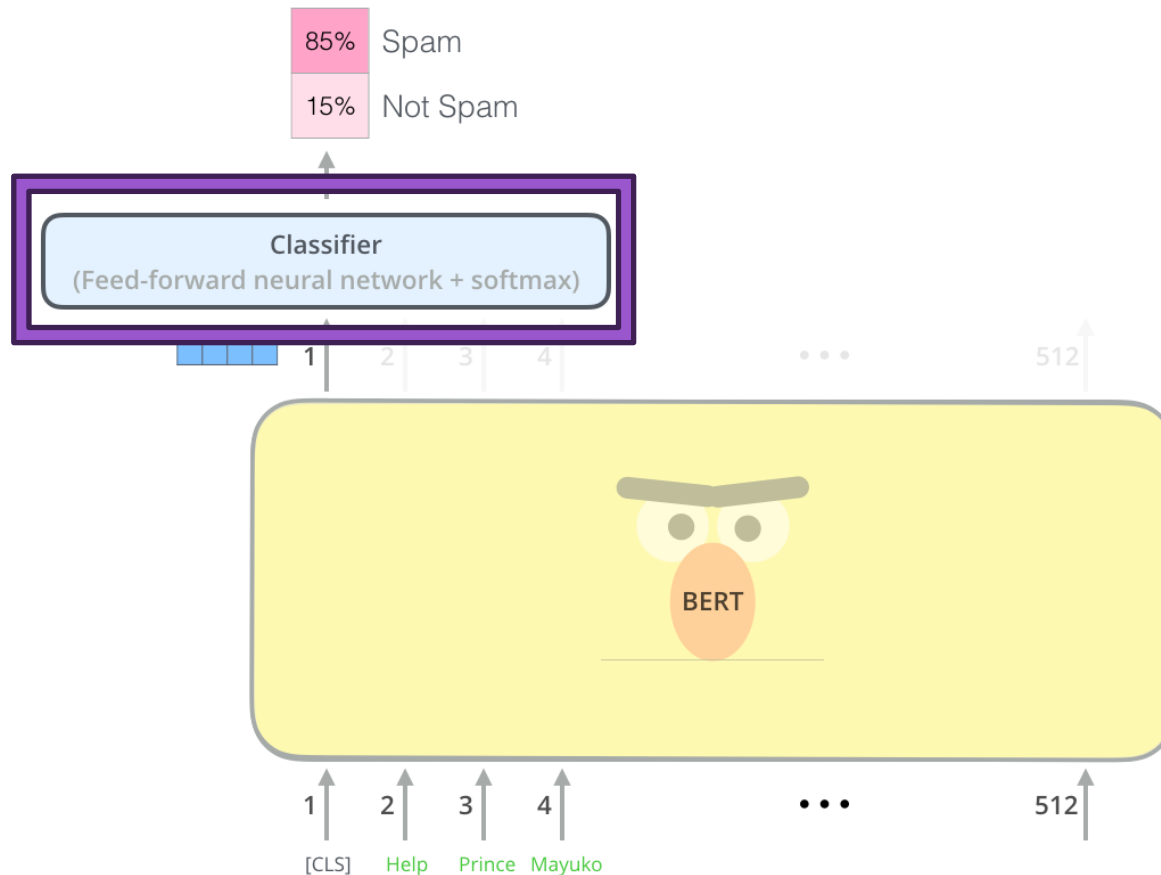 85% Spam
15% Not Spam
Classifier
(Feed-forward neural network + softmax)
1 2 3 4 ••• 512
BERT
1 2 3 4 ••• 512
[CLS] Help Prince Mayuko